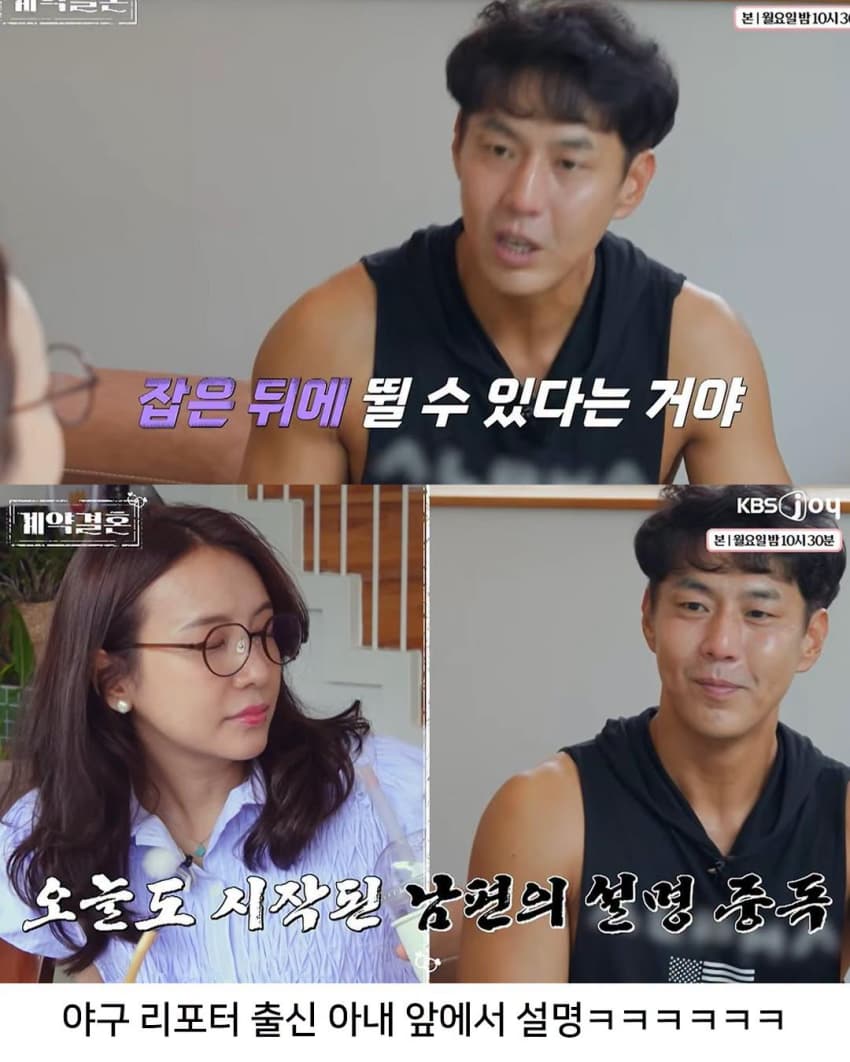 계약결혼
본 | 월요일 밤 10시 30
잡은 뒤에 뛸 수 있다는 거야
계약결혼
KBS joy
본 | 월요일 밤 10시 30분
오늘도 시작된 남편의 설명 중독
야구 리포터 출신 아내 앞에서 설명ㅋㅋㅋㅋㅋㅋ